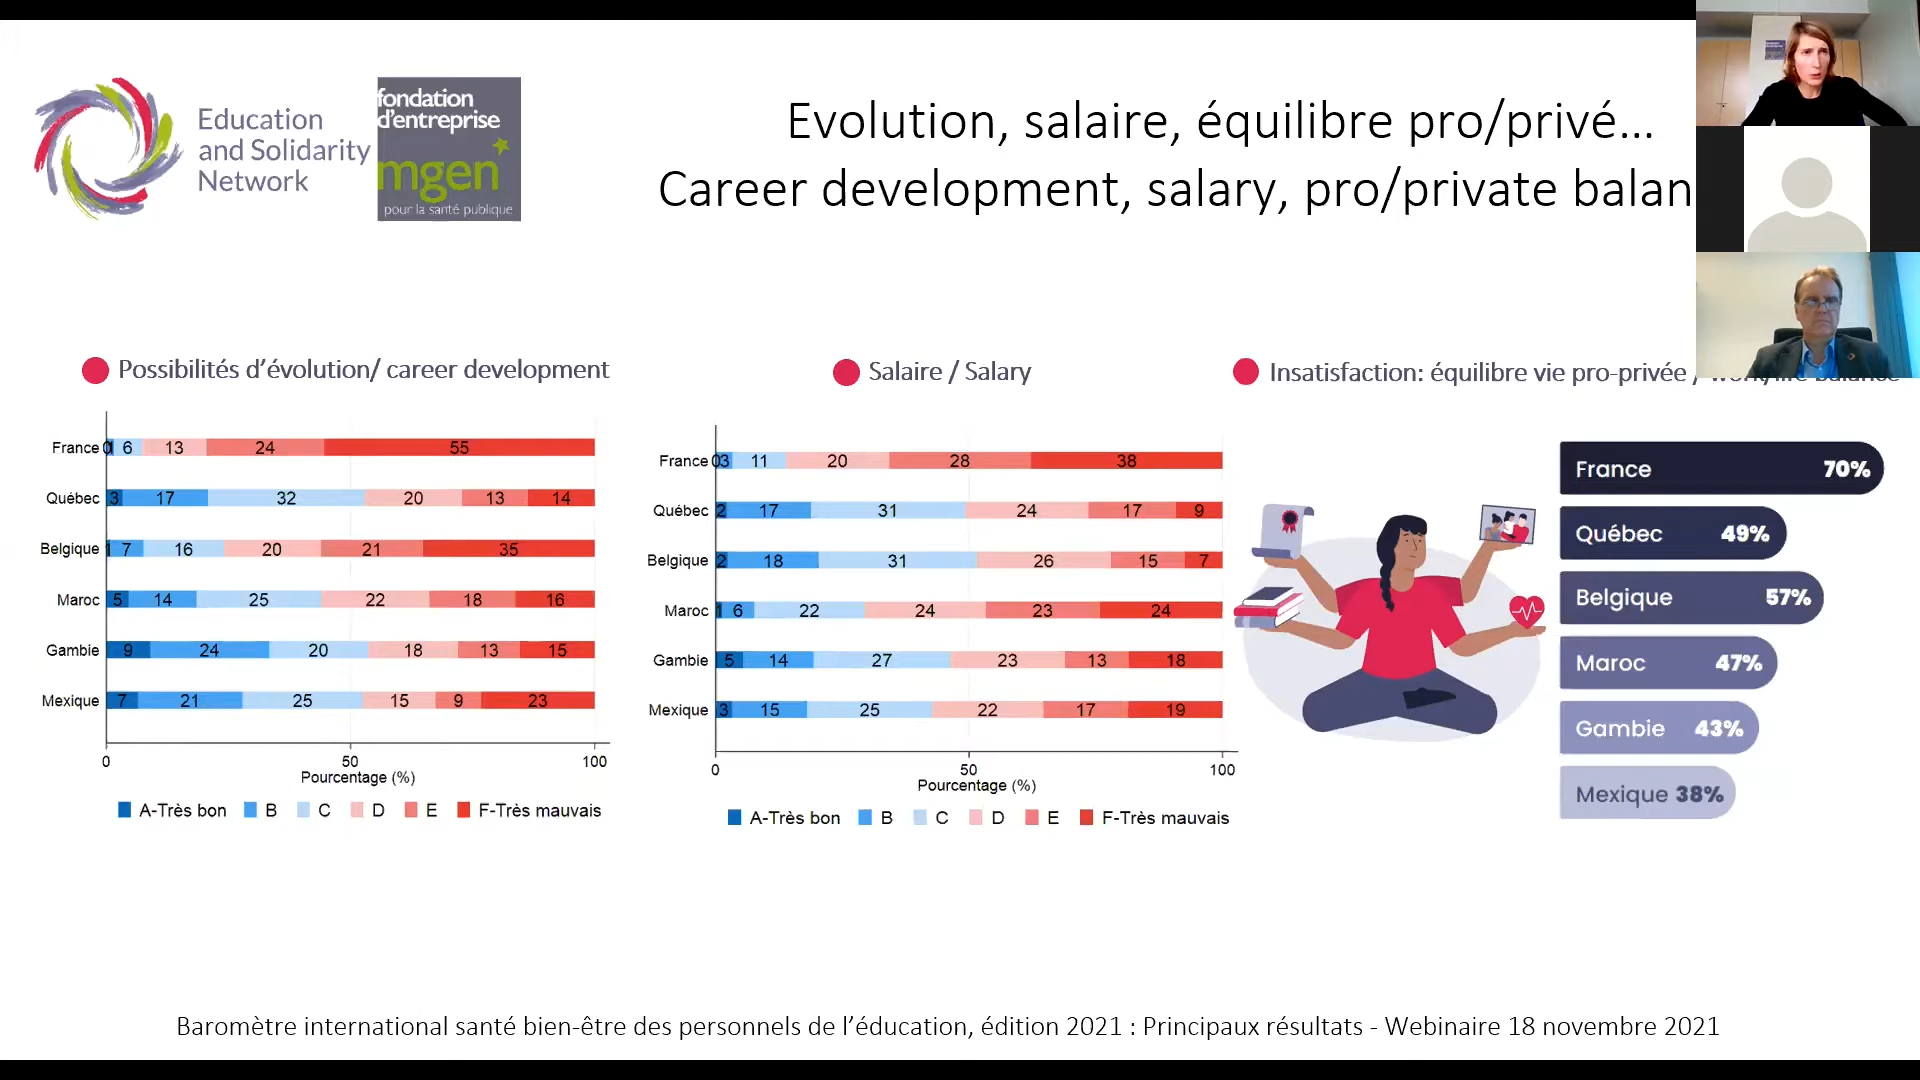 Education
and Solidarity
Network
fondation
d'entreprise
mgen
pour la santé publique
Evolution, salaire, équilibre pro/privé...
Career development, salary, pro/private balan
Possibilités d'évolution/ career development
France 0 1 6 13 24 55
Québec 3 17 32 20 13 14
Belgique 1 7 16 20 21 35
Maroc 5 14 25 22 18 16
Gambie 9 24 20 18 13 15
Mexique 7 21 25 15 9 23
0 50 100
Pourcentage (%)
A-Très bon B C D E F-Très mauvais
Salaire / Salary
France 0 3 11 20 28 38
Québec 2 17 31 24 17 9
Belgique 2 18 31 26 15 7
Maroc 1 6 22 24 23 24
Gambie 5 14 27 23 13 18
Mexique 3 15 25 22 17 19
0 50 100
Pourcentage (%)
A-Très bon B C D E F-Très mauvais
Insatisfaction: équilibre vie pro-privée /
France 70%
Québec 49%
Belgique 57%
Maroc 47%
Gambie 43%
Mexique 38%
Baromètre international santé bien-être des personnels de l'éducation, édition 2021 : Principaux résultats - Webinaire 18 novembre 2021